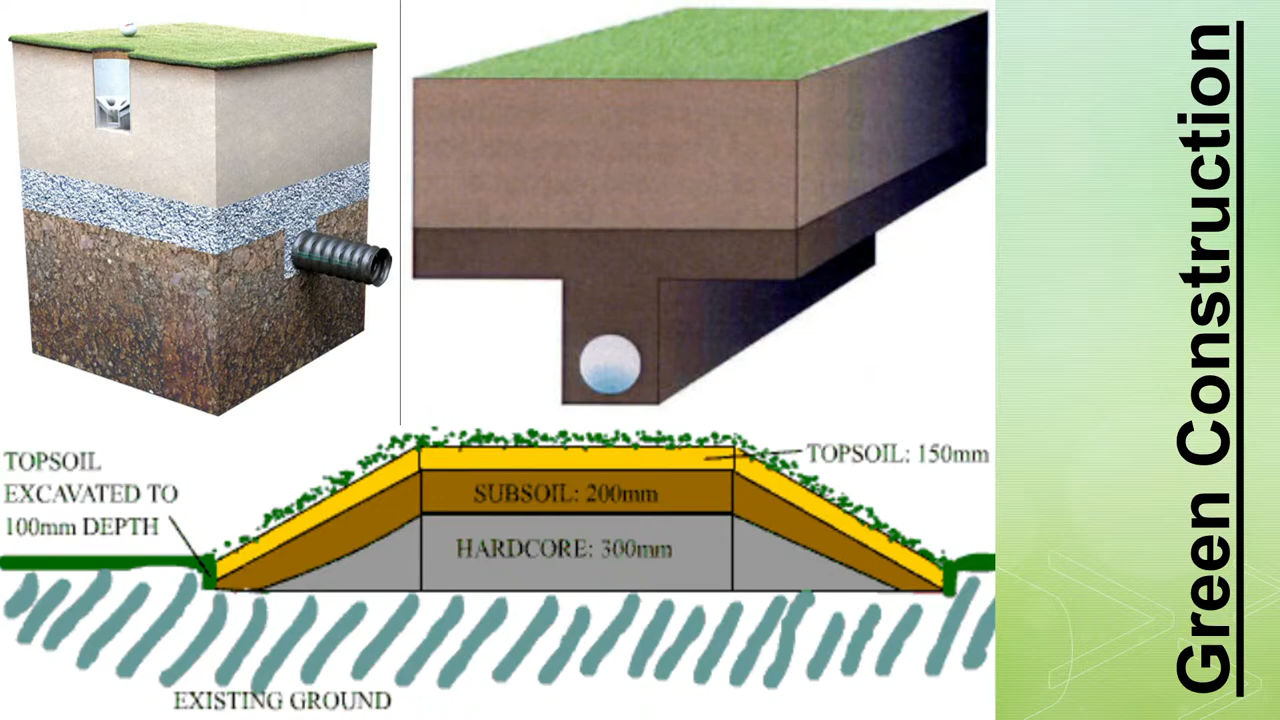 TOPSOIL
EXCAVATED TO
100mm DEPTH
TOPSOIL: 150mm
SUBSOIL: 200mm
HARDCORE: 300mm
EXISTING GROUND
Green Construction